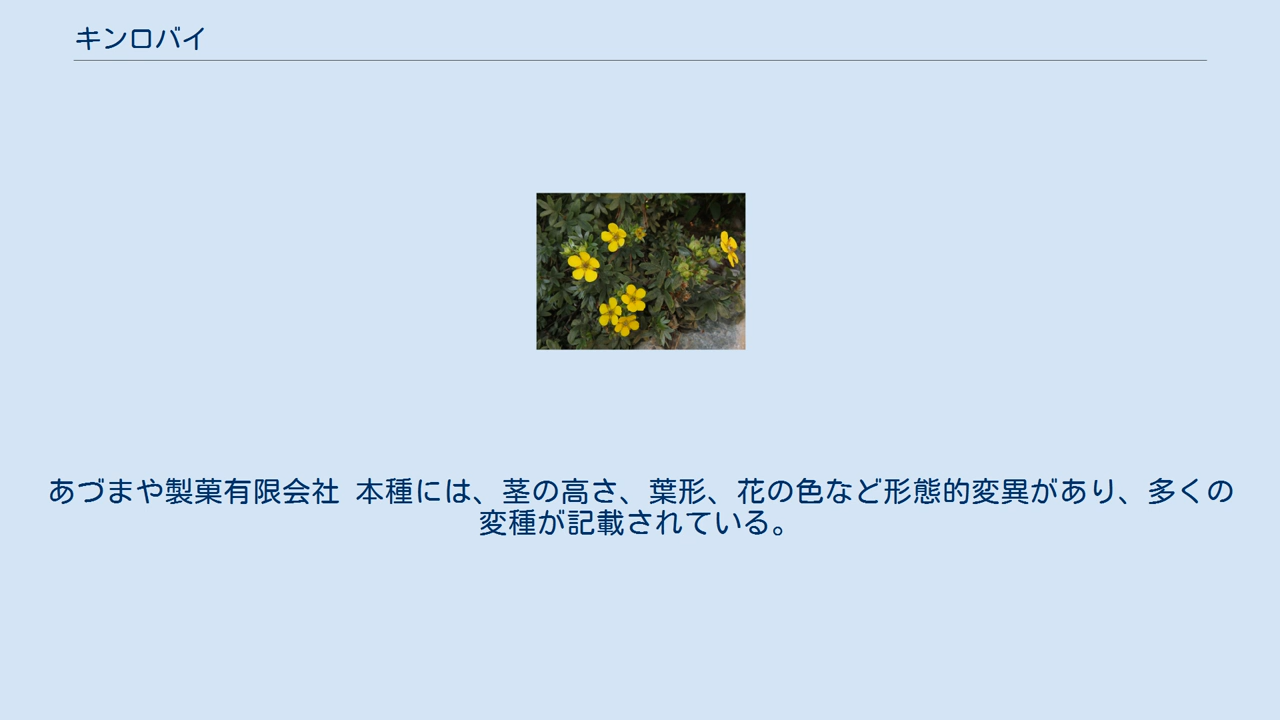 キンロバイ
あづまや製菓有限会社 本種には、茎の高さ、葉形、花の色など形態的変異があり、多くの
変種が記載されている。